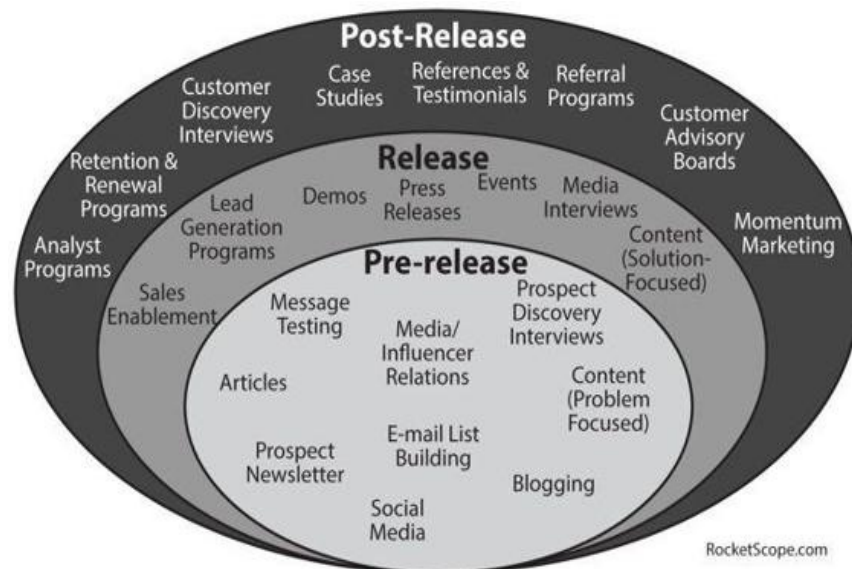 Post-Release
Customer
Discovery
Interviews
Case
Studies
References &
Testimonials
Referral
Programs
Customer
Advisory
Boards
Retention &
Renewal
Programs
Analyst
Programs
Momentum
Marketing
Release
Sales
Enablement
Lead
Generation
Programs
Demos
Press
Releases
Events
Media
Interviews
Content
(Solution-
Focused)
Pre-release
Message
Testing
Media/
Influencer
Relations
Prospect
Discovery
Interviews
Articles
Content
(Problem
Focused)
Prospect
Newsletter
E-mail List
Building
Blogging
Social
Media
RocketScope.com